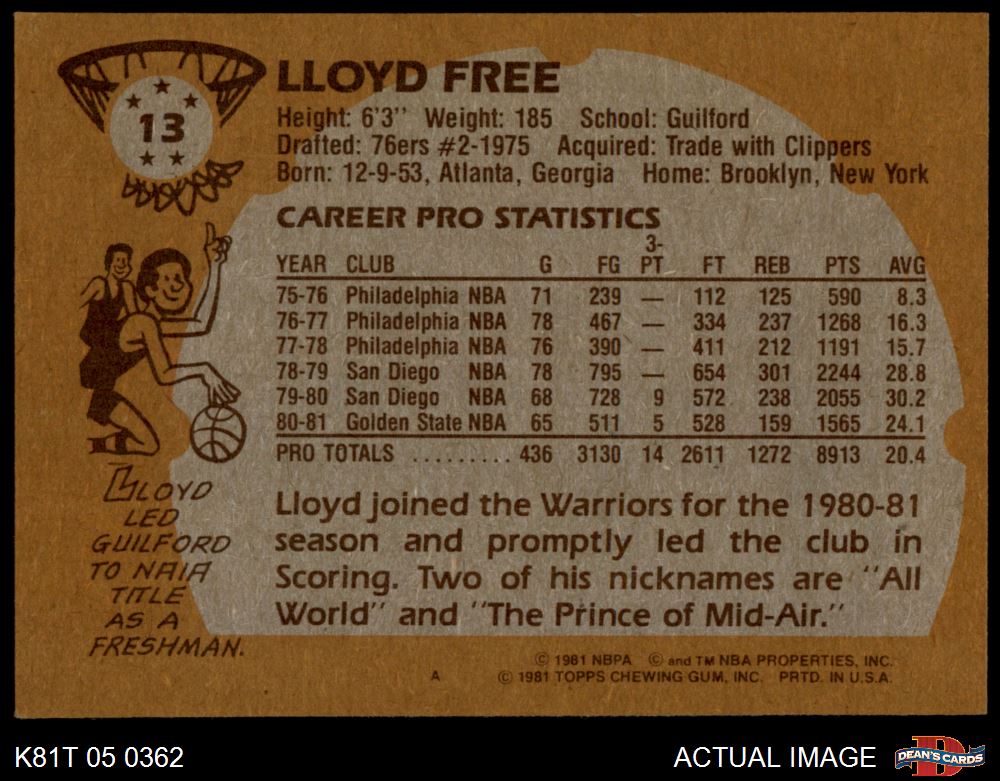 13
LLOYD FREE
Height: 6'3'' Weight: 185 School: Guilford
Drafted: 76ers #2-1975 Acquired: Trade with Clippers
Born: 12-9-53, Atlanta, Georgia Home: Brooklyn, New York
CAREER PRO STATISTICS
YEAR CLUB G FG 3-PT FT REB PTS AVG
75-76 Philadelphia NBA 71 239 — 112 125 590 8.3
76-77 Philadelphia NBA 78 467 — 334 237 1268 16.3
77-78 Philadelphia NBA 76 390 — 411 212 1191 15.7
78-79 San Diego NBA 78 795 — 654 301 2244 28.8
79-80 San Diego NBA 68 728 9 572 238 2055 30.2
80-81 Golden State NBA 65 511 5 528 159 1565 24.1
PRO TOTALS ......... 436 3130 14 2611 1272 8913 20.4
LLOYD
LED
GUILFORD
TO NAIA
TITLE
AS A
FRESHMAN.
Lloyd joined the Warriors for the 1980-81
season and promptly led the club in
Scoring. Two of his nicknames are ''All
World'' and ''The Prince of Mid-Air.''
© 1981 NBPA © and TM NBA PROPERTIES, INC.
A © 1981 TOPPS CHEWING GUM, INC. PRTD. IN U.S.A.
K81T 05 0362
ACTUAL IMAGE
D
DEAN'S CARDS